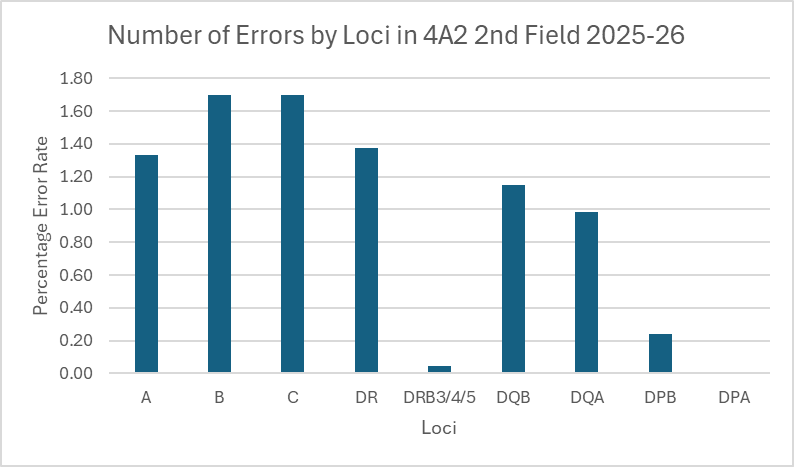 Number of Errors by Loci in 4A2 2nd Field 2025-26
Percentage Error Rate
1.80
1.60
1.40
1.20
1.00
0.80
0.60
0.40
0.20
0.00
A B C DR DRB3/4/5 DQB DQA DPB DPA
Loci